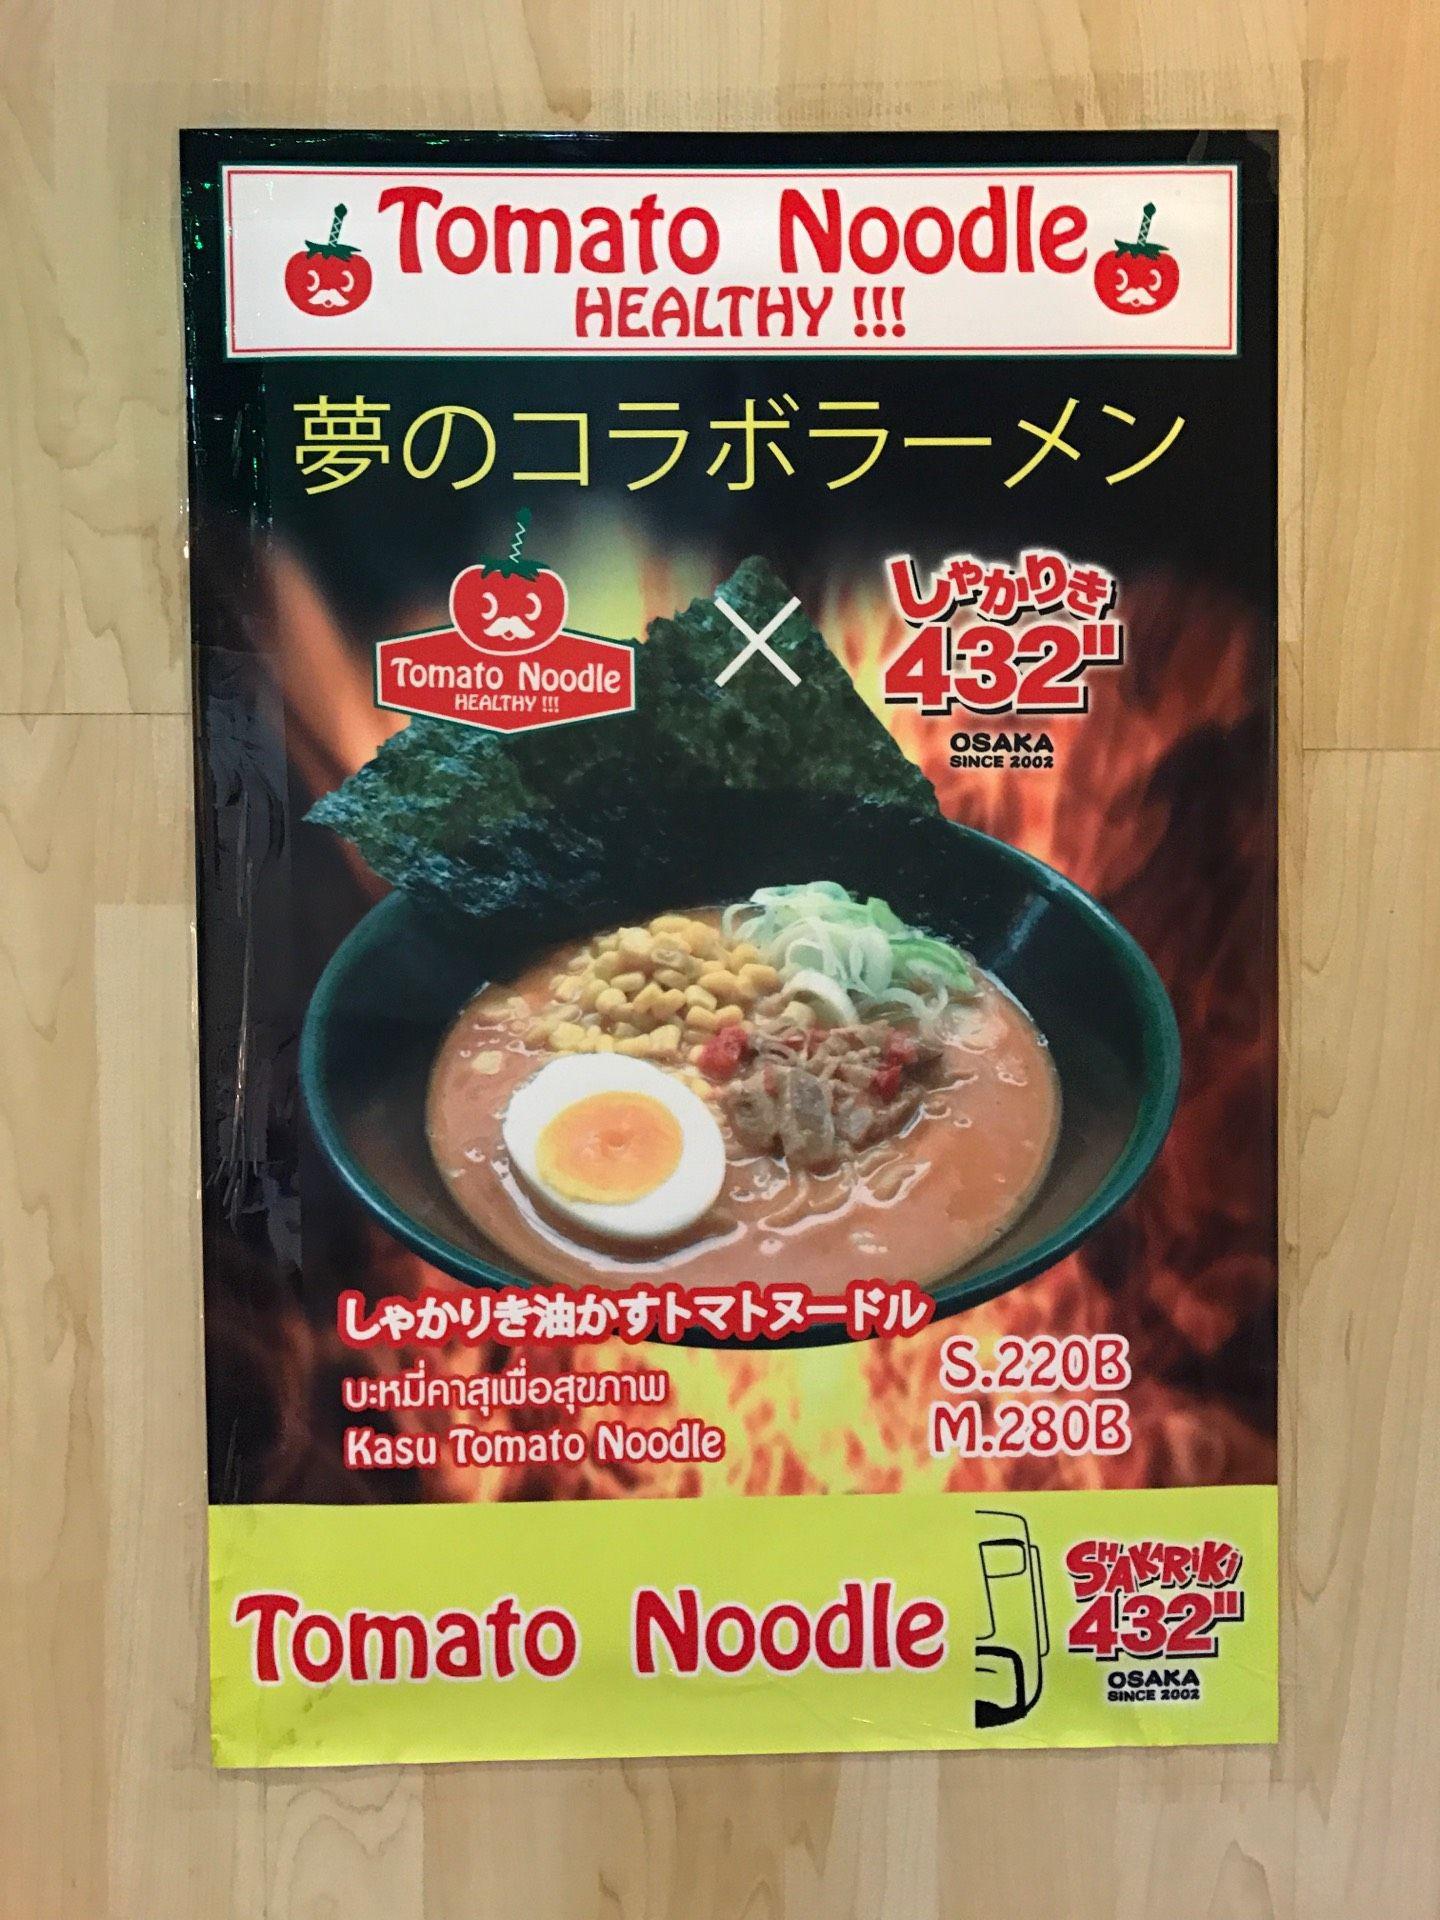 Tomato Noodle
HEALTHY !!!
夢のコラボラーメン
Tomato Noodle
HEALTHY !!!
×
しゃかりき
432"
OSAKA
SINCE 2002
しゃかりき油かすトマトヌードル
บะหมี่คาสุเพื่อสุขภาพ
Kasu Tomato Noodle
S.220B
M.280B
Tomato Noodle
SHAKARIKI
432"
OSAKA
SINCE 2002